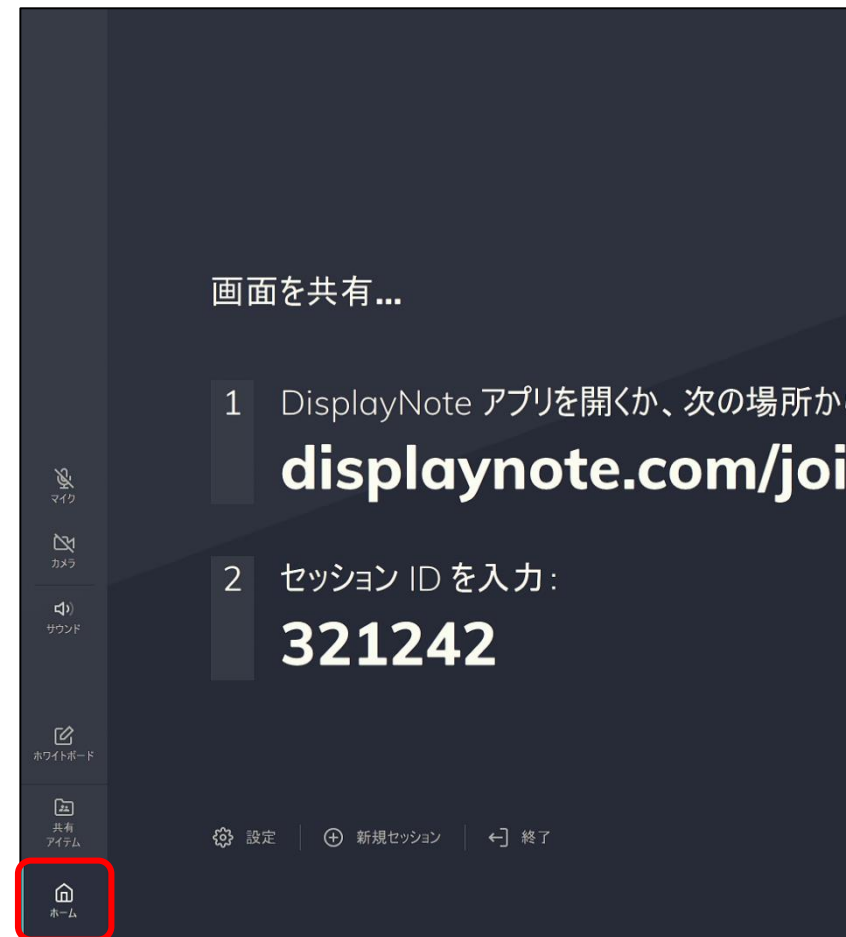 画面を共有...
1 DisplayNote アプリを開くか、次の場所か
displaynote.com/joi
2 セッション ID を入力:
321242
マイク
カメラ
サウンド
ホワイトボード
共有
アイテム
ホーム
設定 新規セッション 終了